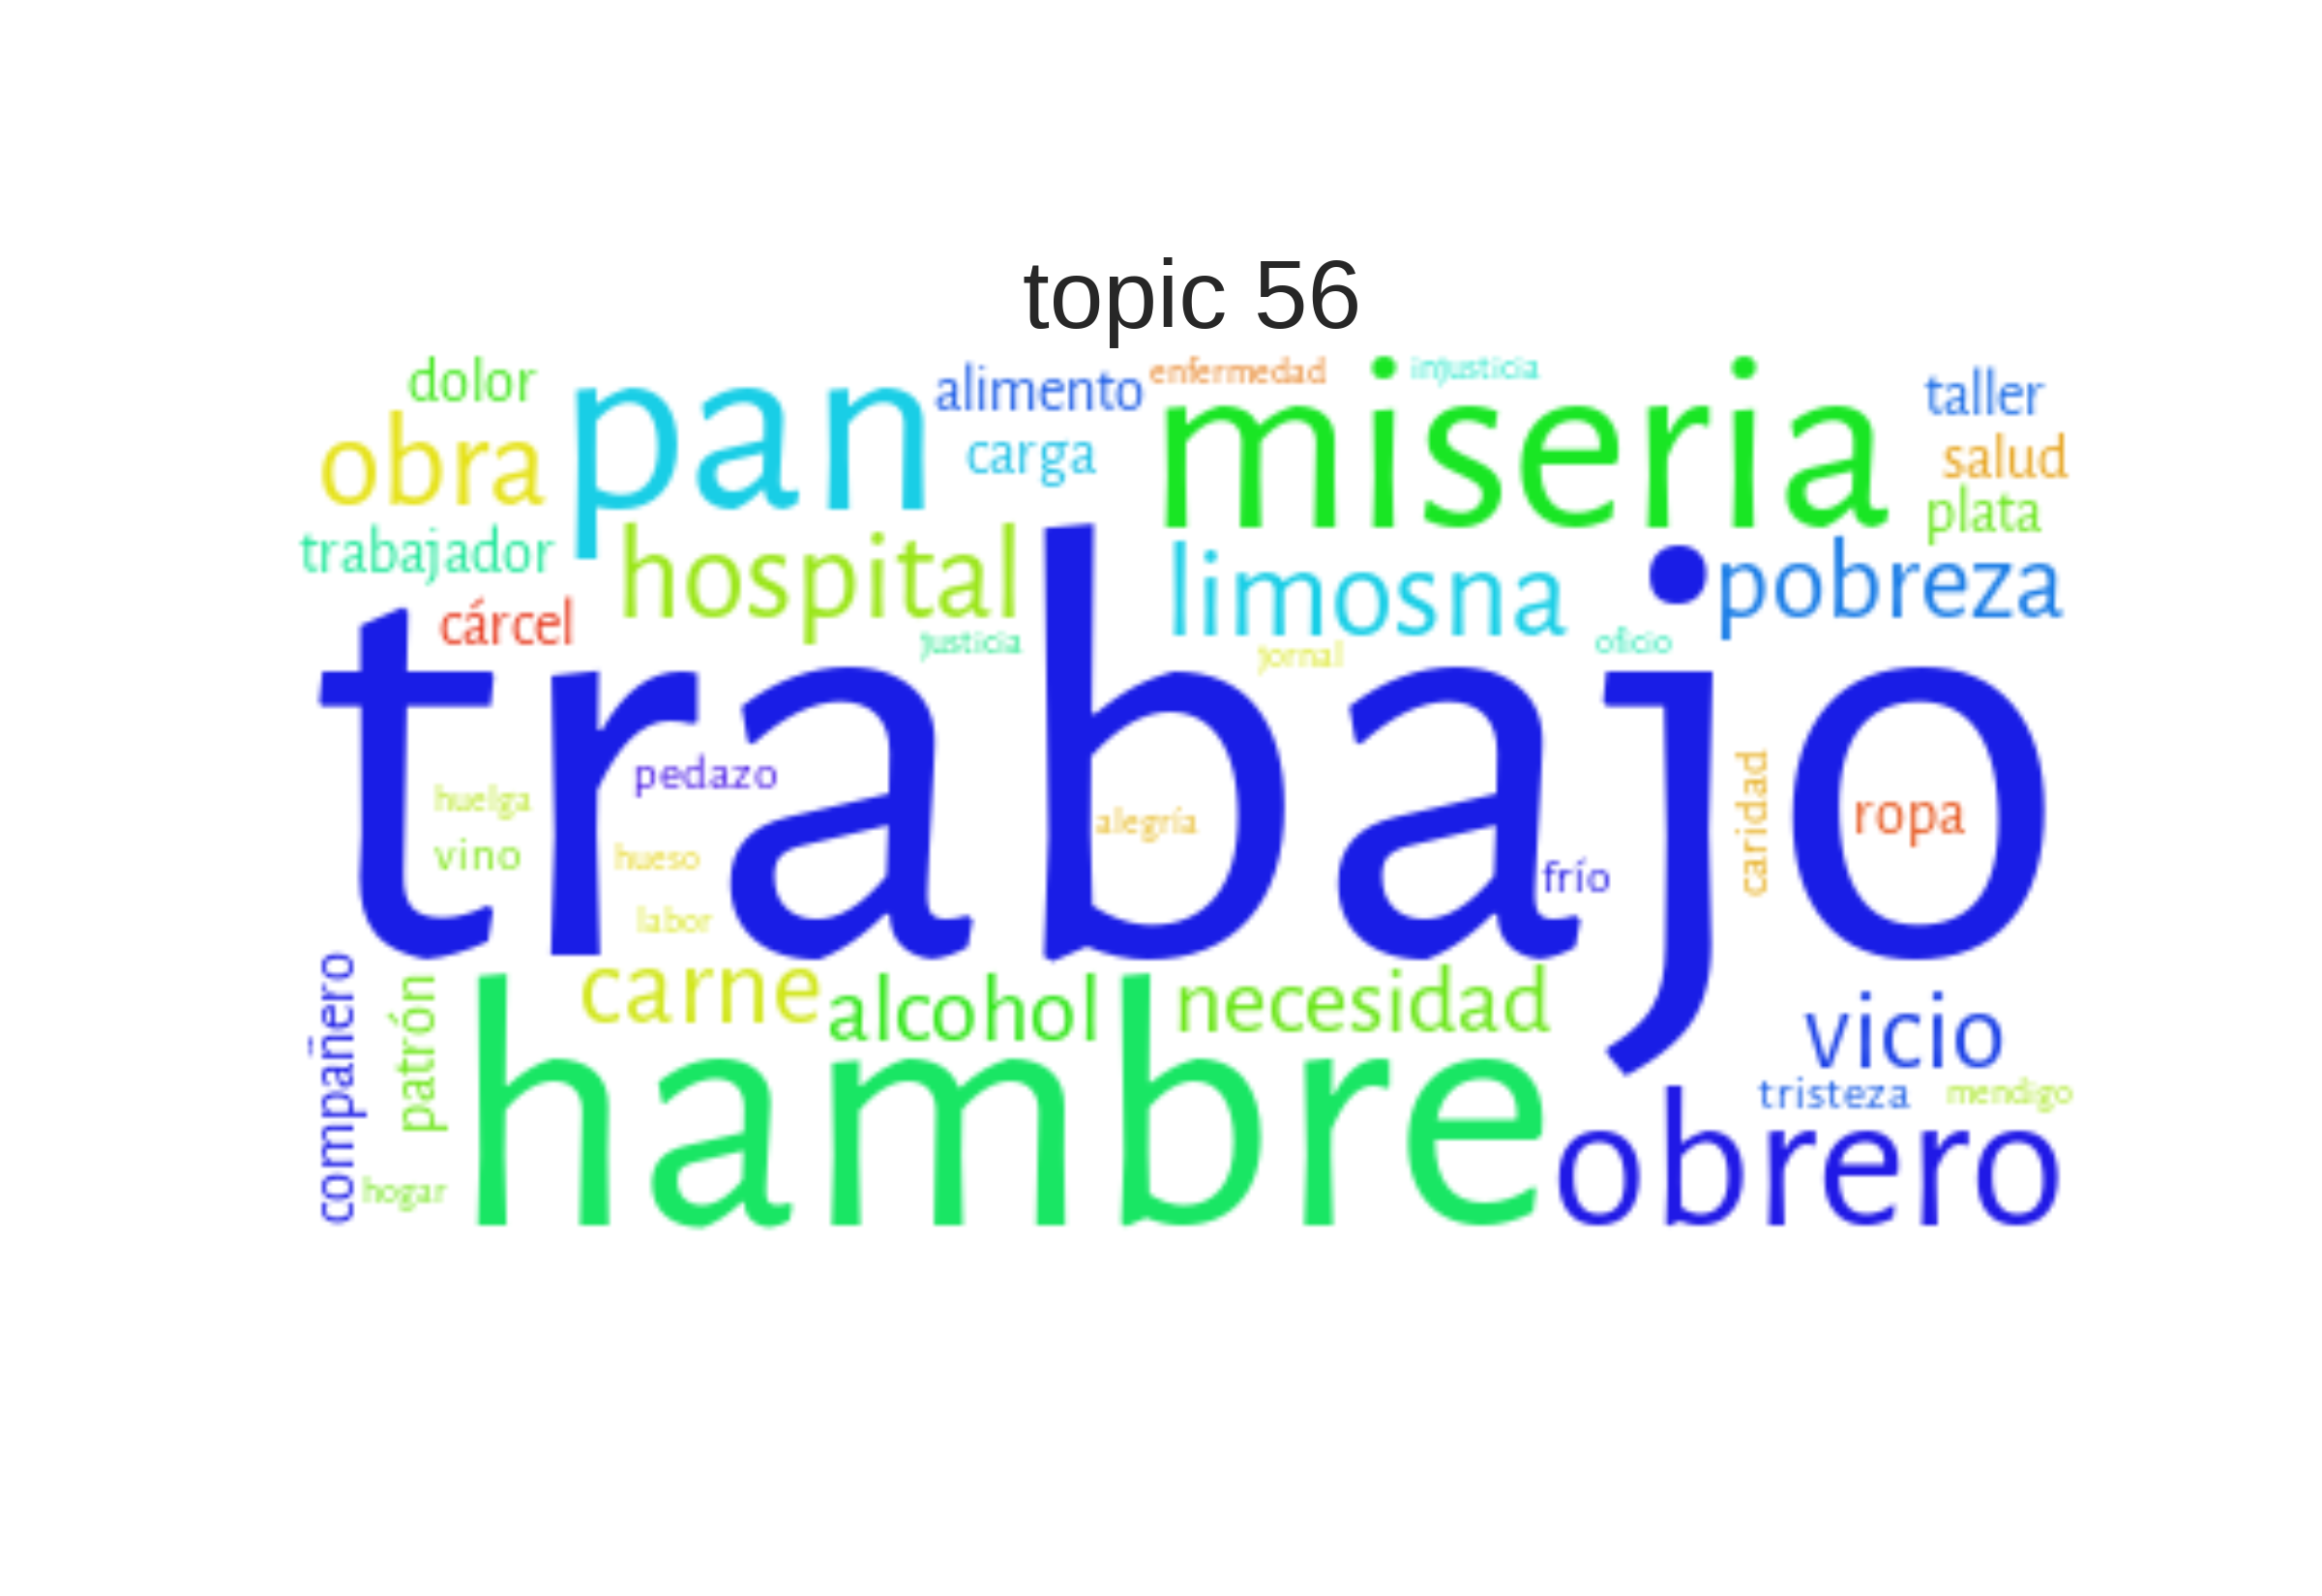 topic 56
dolor
pan
alimento
enfermedad
injusticia
miseria
taller
obra
carga
salud
plata
trabajador
hospital
limosna
pobreza
cárcel
justicia
jornal
oficio
trabajo
pedazo
huelga
vino
hueso
labor
alegría
frío
caridad
ropa
compañero
patrón
carne
alcohol
necesidad
vicio
tristeza
mendigo
hogar
hambre
obrero